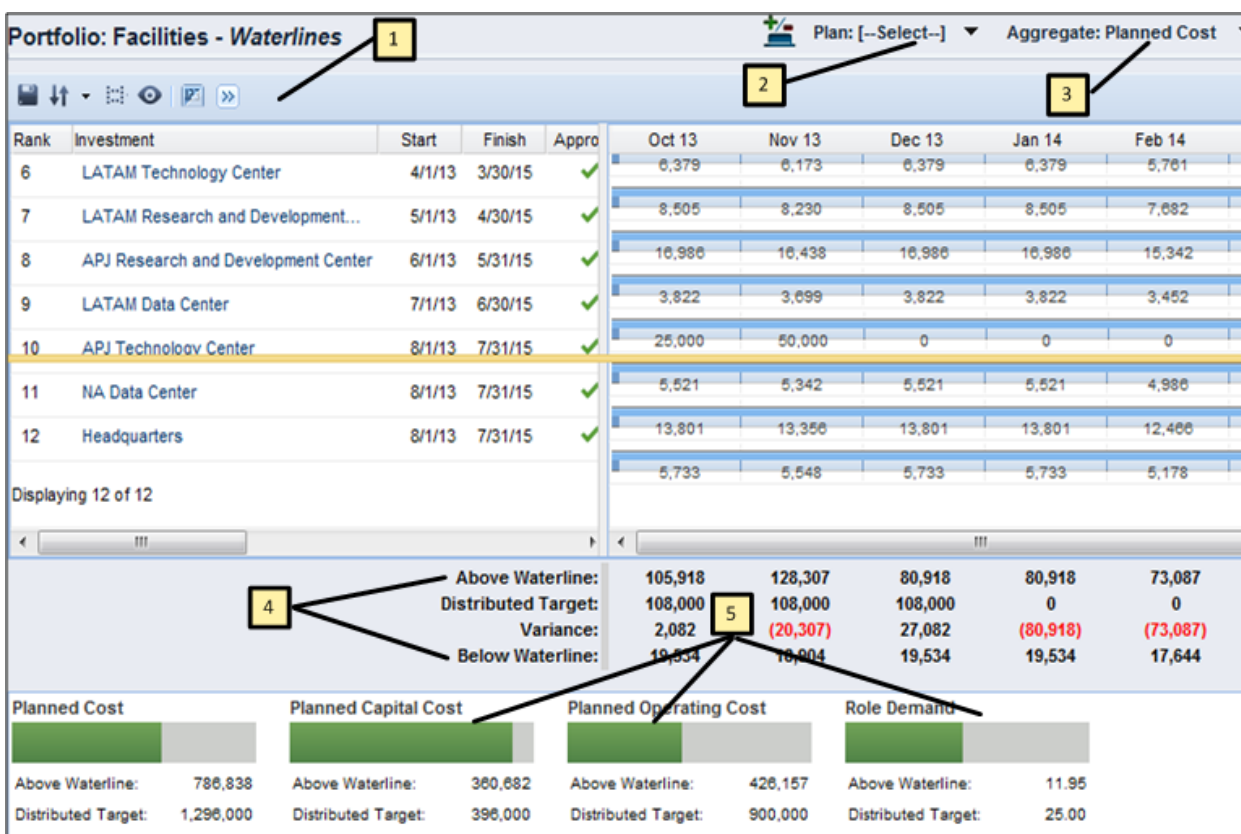 Portfolio: Facilities - Waterlines
1
Plan: [--Select--]
Aggregate: Planned Cost
2
3
Rank Investment Start Finish Appro Oct 13 Nov 13 Dec 13 Jan 14 Feb 14
6 LATAM Technology Center 4/1/13 3/30/15 6,379 6,173 6,379 6,379 5,761
7 LATAM Research and Development... 5/1/13 4/30/15 8,505 8,230 8,505 8,505 7,682
8 APJ Research and Development Center 6/1/13 5/31/15 16,986 16,438 16,986 16,986 15,342
9 LATAM Data Center 7/1/13 6/30/15 3,822 3,699 3,822 3,822 3,452
10 APJ Technology Center 8/1/13 7/31/15 25,000 50,000 0 0 0
11 NA Data Center 8/1/13 7/31/15 5,521 5,342 5,521 5,521 4,986
12 Headquarters 8/1/13 7/31/15 13,801 13,356 13,801 13,801 12,466
5,733 5,548 5,733 5,733 5,178
Displaying 12 of 12
Above Waterline: 105,918 128,307 80,918 80,918 73,087
4
Distributed Target: 108,000 108,000 108,000 0 0
5
Variance: 2,082 (20,307) 27,082 (80,918) (73,087)
Below Waterline: 19,534 18,904 19,534 19,534 17,644
Planned Cost Planned Capital Cost Planned Operating Cost Role Demand
Above Waterline: 786,838 Above Waterline: 360,682 Above Waterline: 426,157 Above Waterline: 11.95
Distributed Target: 1,296,000 Distributed Target: 396,000 Distributed Target: 900,000 Distributed Target: 25.00